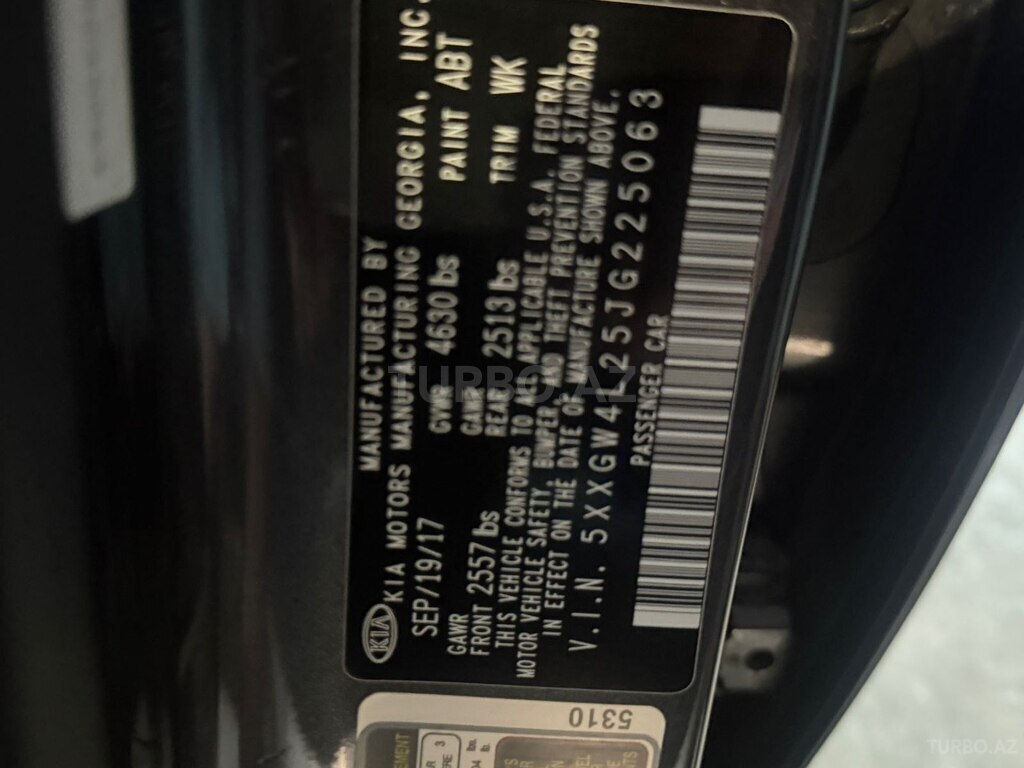 MANUFACTURED BY
KIA KIA MOTORS MANUFACTURING GEORGIA, INC.
SEP/19/17 GVWR 4630 lbs PAINT ABT
GAWR GAWR
FRONT 2557 lbs REAR 2513 lbs TRIM WK
THIS VEHICLE CONFORMS TO ALL APPLICABLE U.S.A. FEDERAL
MOTOR VEHICLE SAFETY, BUMPER AND THEFT PREVENTION STANDARDS
IN EFFECT ON THE DATE OF MANUFACTURE SHOWN ABOVE.
V.I.N. 5XXGW4L25JG225063
PASSENGER CAR
5310
TURBO.AZ
TURBO.AZ